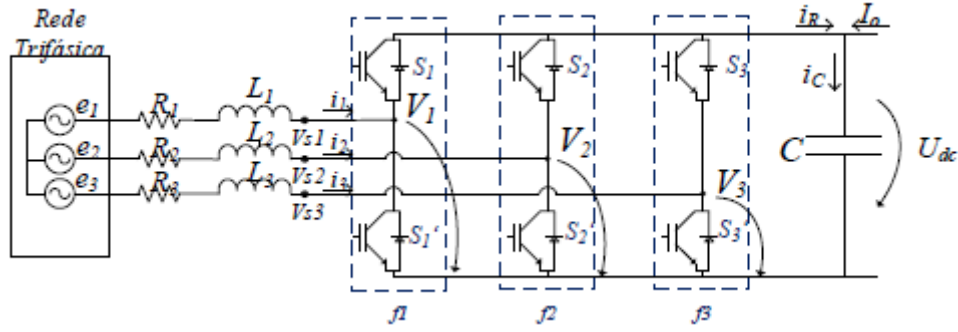 Rede
Trifásica
e1 R1 L1
Vs1 i1
e2 R2 L2
Vs2 i2
e3 R3 L3
Vs3 i3
S1 S2 S3
V1 V2 V3
S1' S2' S3'
f1 f2 f3
iR Io
iC
C
Udc